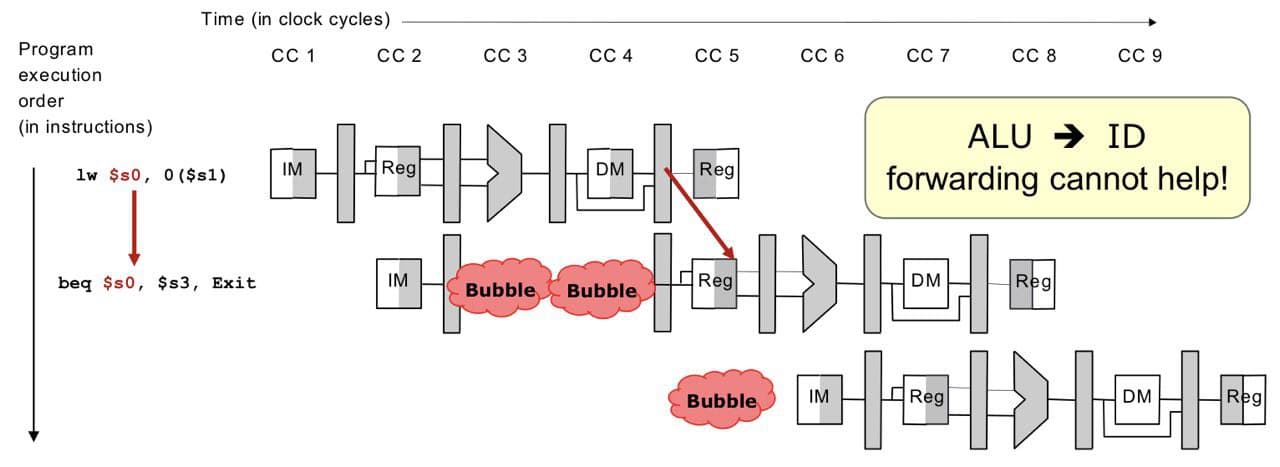 Time (in clock cycles)
Program
execution
order
(in instructions)
CC 1 CC 2 CC 3 CC 4 CC 5 CC 6 CC 7 CC 8 CC 9
ALU ➔ ID
forwarding cannot help!
lw $s0, 0($s1)
IM Reg DM Reg
beq $s0, $s3, Exit
IM Bubble Bubble Reg DM Reg
Bubble IM Reg DM Reg